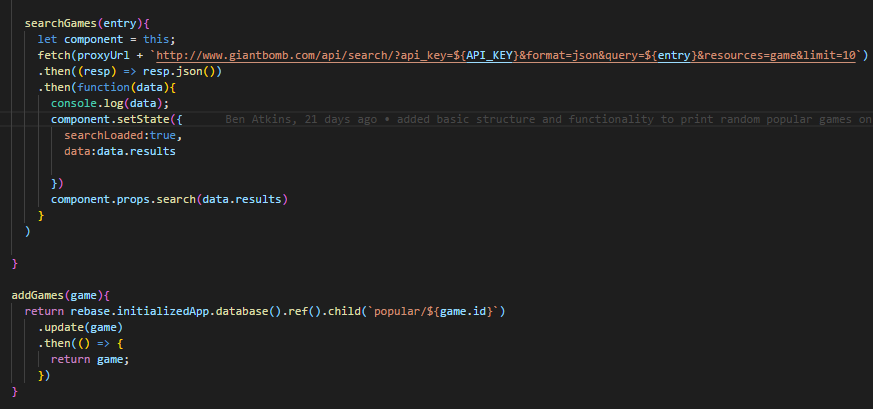 searchGames(entry){
let component = this;
fetch(proxyUrl + `http://www.giantbomb.com/api/search/?api_key=${API_KEY}&format=json&query=${entry}&resources=game&limit=10`)
.then((resp) => resp.json())
.then(function(data){
console.log(data);
component.setState({ Ben Atkins, 21 days ago • added basic structure and functionality to print random popular games on
searchLoaded:true,
data:data.results
})
component.props.search(data.results)
}
)
}
addGames(game){
return rebase.initializedApp.database().ref().child(`popular/${game.id}`)
.update(game)
.then(() => {
return game;
})
}